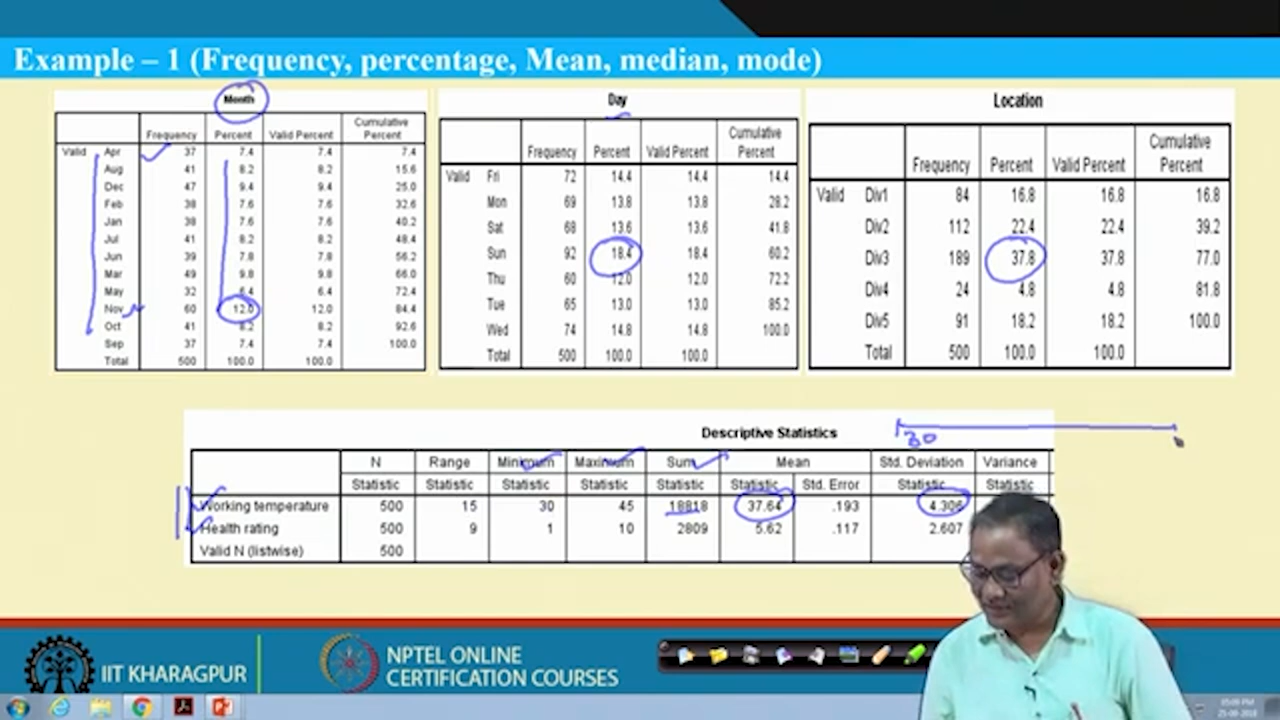 Example – 1 (Frequency, percentage, Mean, median, mode)
Month
Frequency Percent Valid Percent Cumulative Percent
Valid Apr 37 7.4 7.4 7.4
Aug 41 8.2 8.2 15.6
Dec 47 9.4 9.4 25.0
Feb 38 7.6 7.6 32.6
Jan 38 7.6 7.6 40.2
Jul 41 8.2 8.2 48.4
Jun 39 7.8 7.8 56.2
Mar 49 9.8 9.8 66.0
May 32 6.4 6.4 72.4
Nov 60 12.0 12.0 84.4
Oct 41 8.2 8.2 92.6
Sep 37 7.4 7.4 100.0
Total 500 100.0 100.0
Day
Frequency Percent Valid Percent Cumulative Percent
Valid Fri 72 14.4 14.4 14.4
Mon 69 13.8 13.8 28.2
Sat 68 13.6 13.6 41.8
Sun 92 18.4 18.4 60.2
Thu 60 12.0 12.0 72.2
Tue 65 13.0 13.0 85.2
Wed 74 14.8 14.8 100.0
Total 500 100.0 100.0
Location
Frequency Percent Valid Percent Cumulative Percent
Valid Div1 84 16.8 16.8 16.8
Div2 112 22.4 22.4 39.2
Div3 189 37.8 37.8 77.0
Div4 24 4.8 4.8 81.8
Div5 91 18.2 18.2 100.0
Total 500 100.0 100.0
Descriptive Statistics
30
N Range Minimum Maximum Sum Mean Std. Deviation Variance
Statistic Statistic Statistic Statistic Statistic Statistic Std. Error Statistic Statistic
Working temperature 500 15 30 45 18818 37.64 .193 4.306
Health rating 500 9 1 10 2809 5.62 .117 2.607
Valid N (listwise) 500
IIT KHARAGPUR
NPTEL ONLINE
CERTIFICATION COURSES